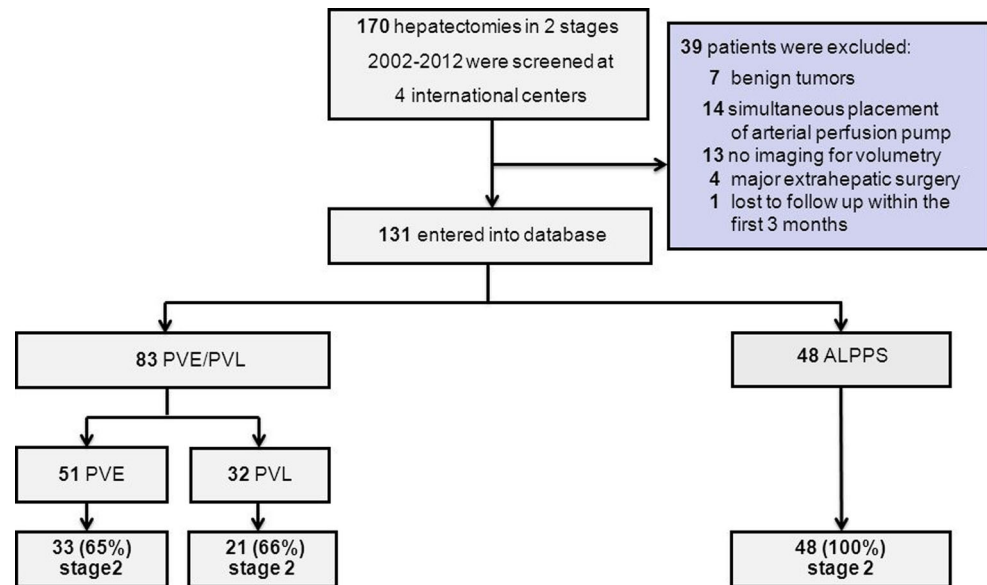 170 hepatectomies in 2 stages
2002-2012 were screened at
4 international centers
39 patients were excluded:
7 benign tumors
14 simultaneous placement
of arterial perfusion pump
13 no imaging for volumetry
4 major extrahepatic surgery
1 lost to follow up within the
first 3 months
131 entered into database
83 PVE/PVL
48 ALPPS
51 PVE
32 PVL
33 (65%)
stage2
21 (66%)
stage 2
48 (100%)
stage 2